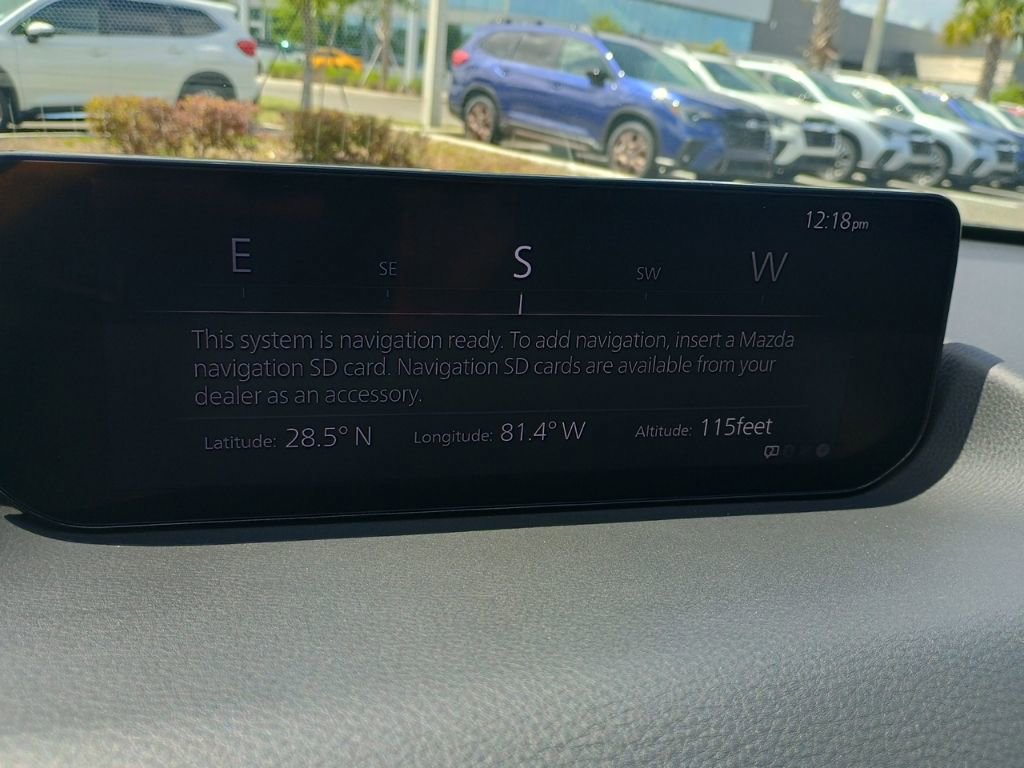 12:18pm
E SE S SW W
This system is navigation ready. To add navigation, insert a Mazda
navigation SD card. Navigation SD cards are available from your
dealer as an accessory.
Latitude: 28.5° N Longitude: 81.4° W Altitude: 115feet